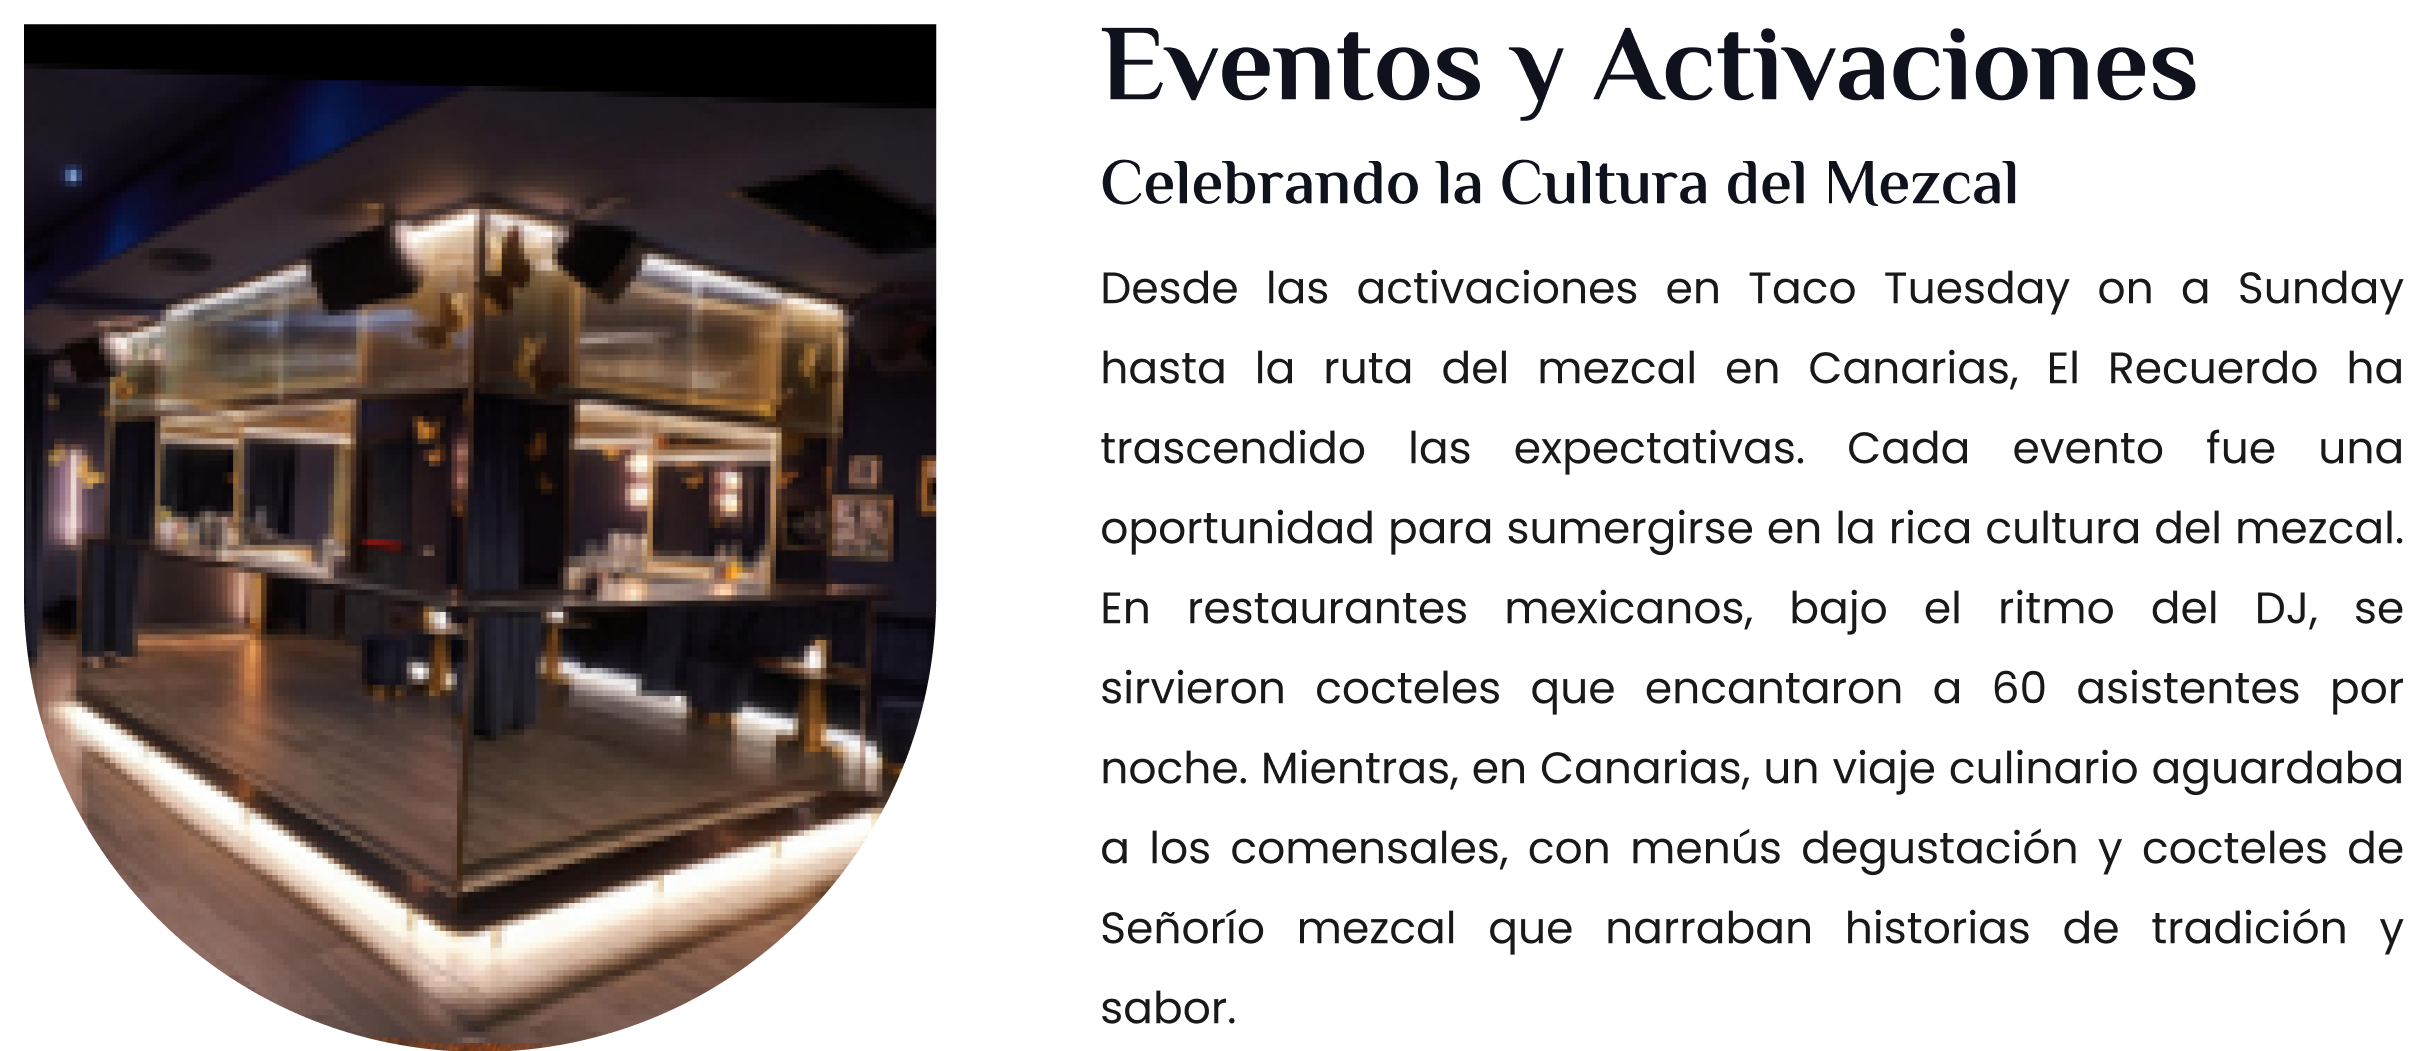 Eventos y Activaciones
Celebrando la Cultura del Mezcal
Desde las activaciones en Taco Tuesday on a Sunday
hasta la ruta del mezcal en Canarias, El Recuerdo ha
trascendido las expectativas. Cada evento fue una
oportunidad para sumergirse en la rica cultura del mezcal.
En restaurantes mexicanos, bajo el ritmo del DJ, se
sirvieron cocteles que encantaron a 60 asistentes por
noche. Mientras, en Canarias, un viaje culinario aguardaba
a los comensales, con menús degustación y cocteles de
Señorío mezcal que narraban historias de tradición y
sabor.